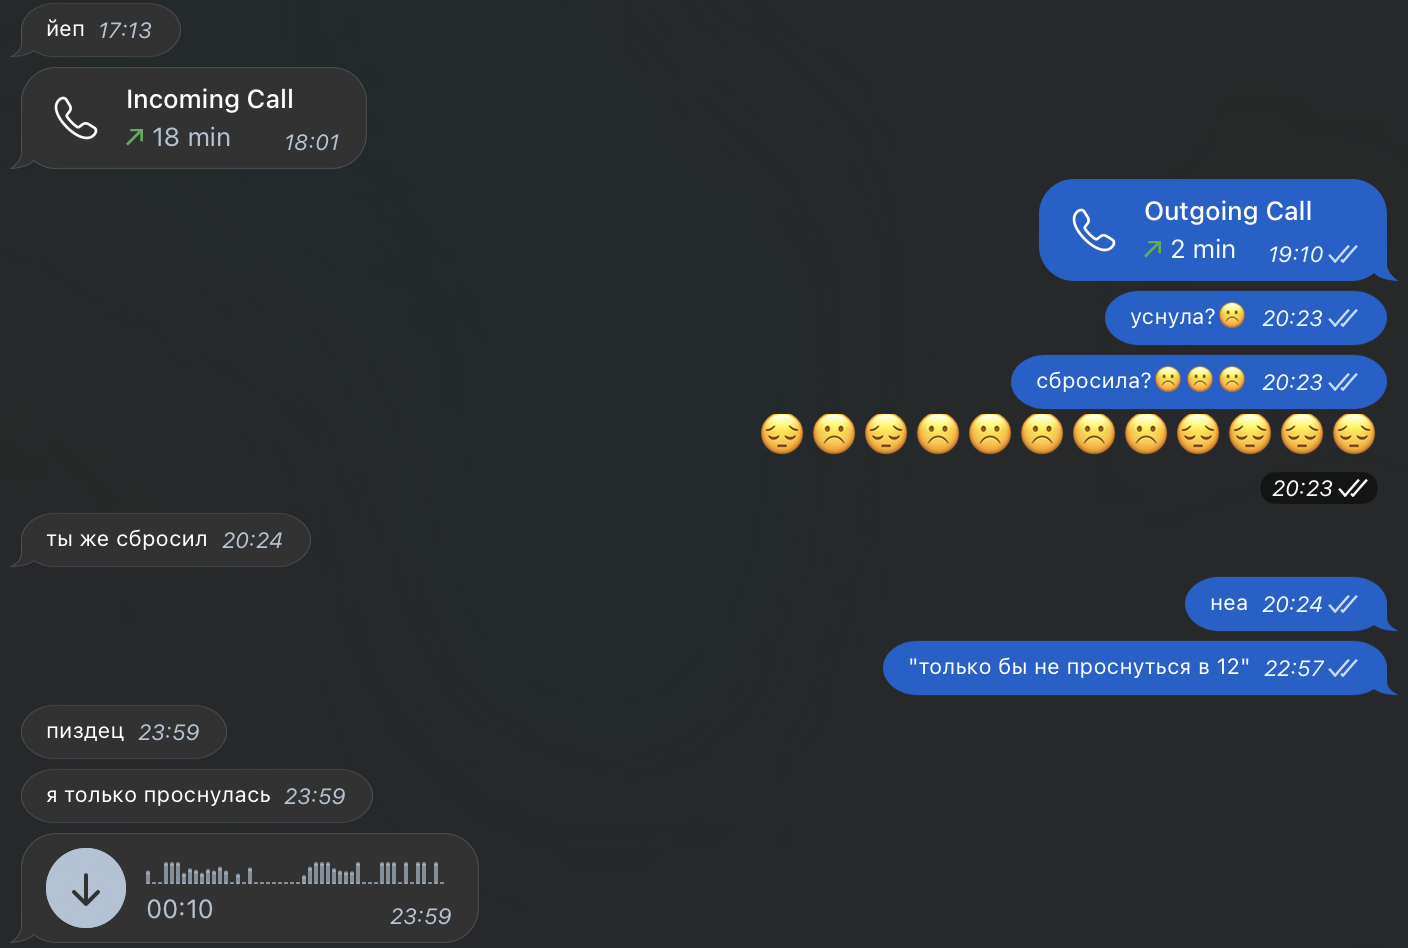 йеп 17:13
Incoming Call
18 min 18:01
Outgoing Call
2 min 19:10
уснула?☹️ 20:23
сбросила?☹️☹️☹️ 20:23
😔☹️😔☹️☹️☹️☹️☹️😔😔😔😔
20:23
ты же сбросил 20:24
неа 20:24
"только бы не проснуться в 12" 22:57
пиздец 23:59
я только проснулась 23:59
00:10 23:59